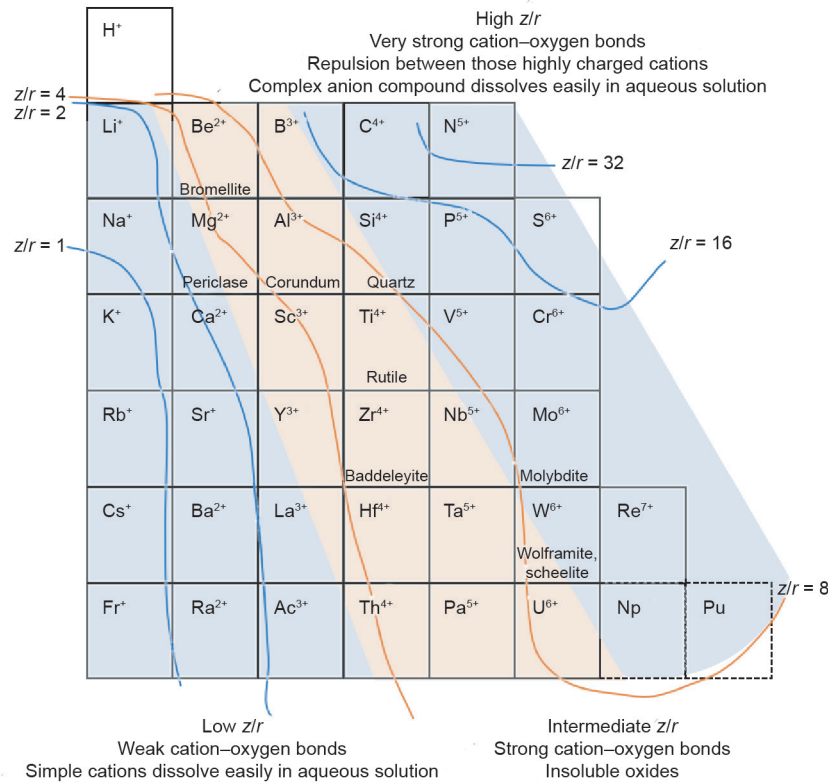 High z/r
Very strong cation–oxygen bonds
Repulsion between those highly charged cations
Complex anion compound dissolves easily in aqueous solution
H⁺
z/r = 4
z/r = 2
Li⁺ Be²⁺ B³⁺ C⁴⁺ N⁵⁺
z/r = 32
Bromellite
Na⁺ Mg²⁺ Al³⁺ Si⁴⁺ P⁵⁺ S⁶⁺
z/r = 1
z/r = 16
Periclase Corundum Quartz
K⁺ Ca²⁺ Sc³⁺ Ti⁴⁺ V⁵⁺ Cr⁶⁺
Rutile
Rb⁺ Sr⁺ Y³⁺ Zr⁴⁺ Nb⁵⁺ Mo⁶⁺
Baddeleyite Molybdite
Cs⁺ Ba²⁺ La³⁺ Hf⁴⁺ Ta⁵⁺ W⁶⁺ Re⁷⁺
Wolframite,
scheelite
z/r = 8
Fr⁺ Ra²⁺ Ac³⁺ Th⁴⁺ Pa⁵⁺ U⁶⁺ Np Pu
Low z/r
Weak cation–oxygen bonds
Simple cations dissolve easily in aqueous solution
Intermediate z/r
Strong cation–oxygen bonds
Insoluble oxides